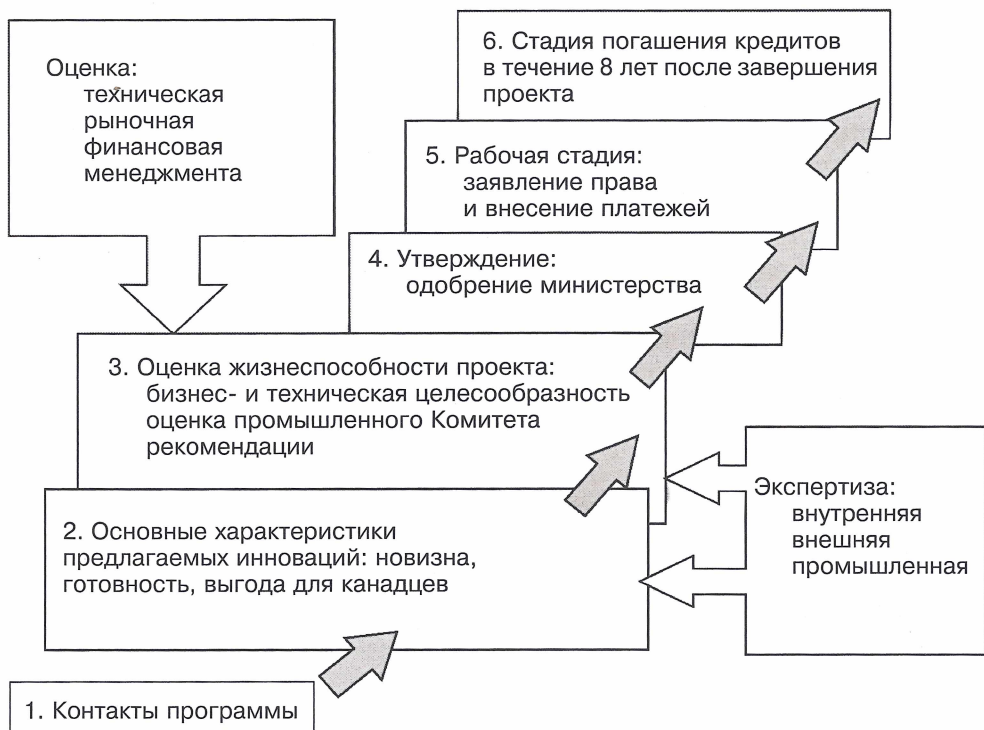 Оценка:
техническая
рыночная
финансовая
менеджмента
6. Стадия погашения кредитов
в течение 8 лет после завершения
проекта
5. Рабочая стадия:
заявление права
и внесение платежей
4. Утверждение:
одобрение министерства
3. Оценка жизнеспособности проекта:
бизнес- и техническая целесообразность
оценка промышленного Комитета
рекомендации
Экспертиза:
внутренняя
внешняя
промышленная
2. Основные характеристики
предлагаемых инноваций: новизна,
готовность, выгода для канадцев
1. Контакты программы